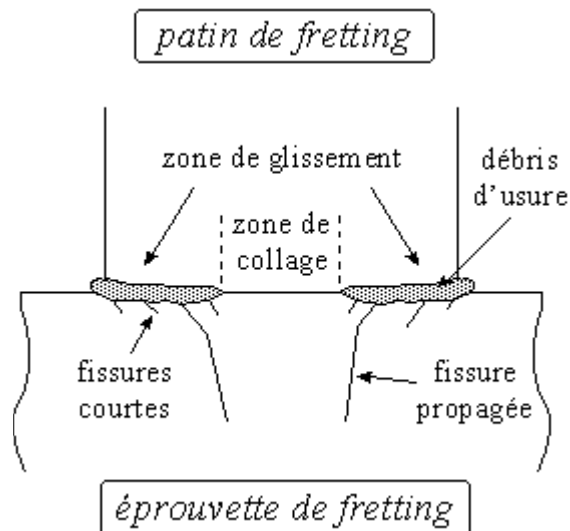 patin de fretting
zone de glissement
débris
d'usure
zone de
collage
fissures
courtes
fissure
propagée
éprouvette de fretting